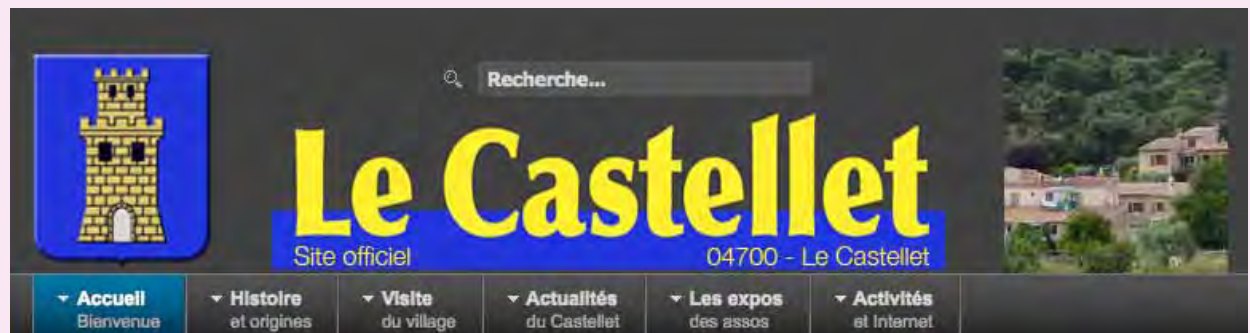 Recherche...
Le Castellet
Site officiel 04700 - Le Castellet
Accueil Histoire Visite Actualités Les expos Activités
Bienvenue et origines du village du Castellet des assos et Internet